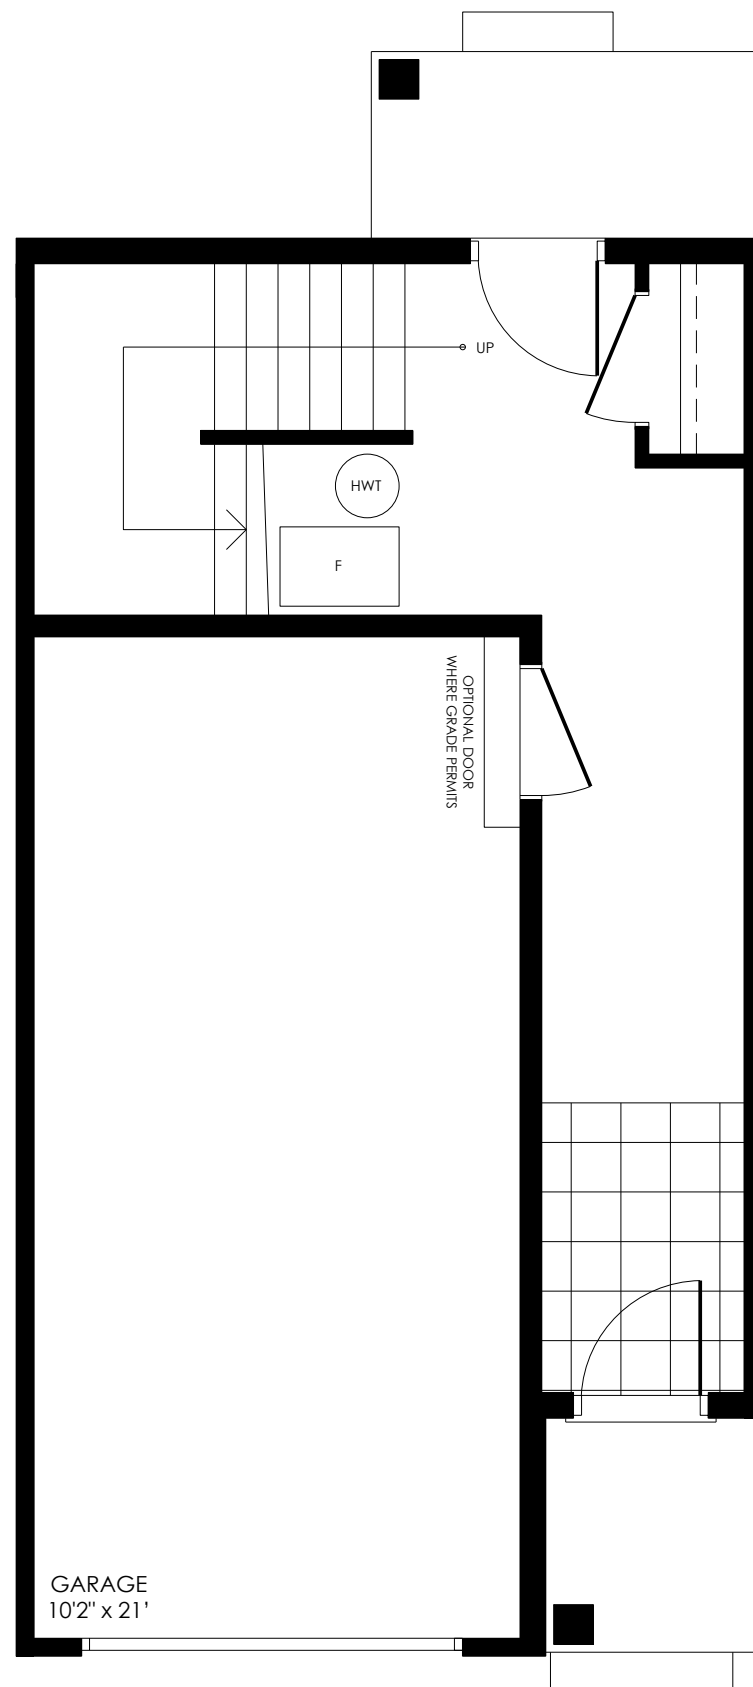 UP
HWT
F
OPTIONAL DOOR
WHERE GRADE PERMITS
GARAGE
10'2" x 21’